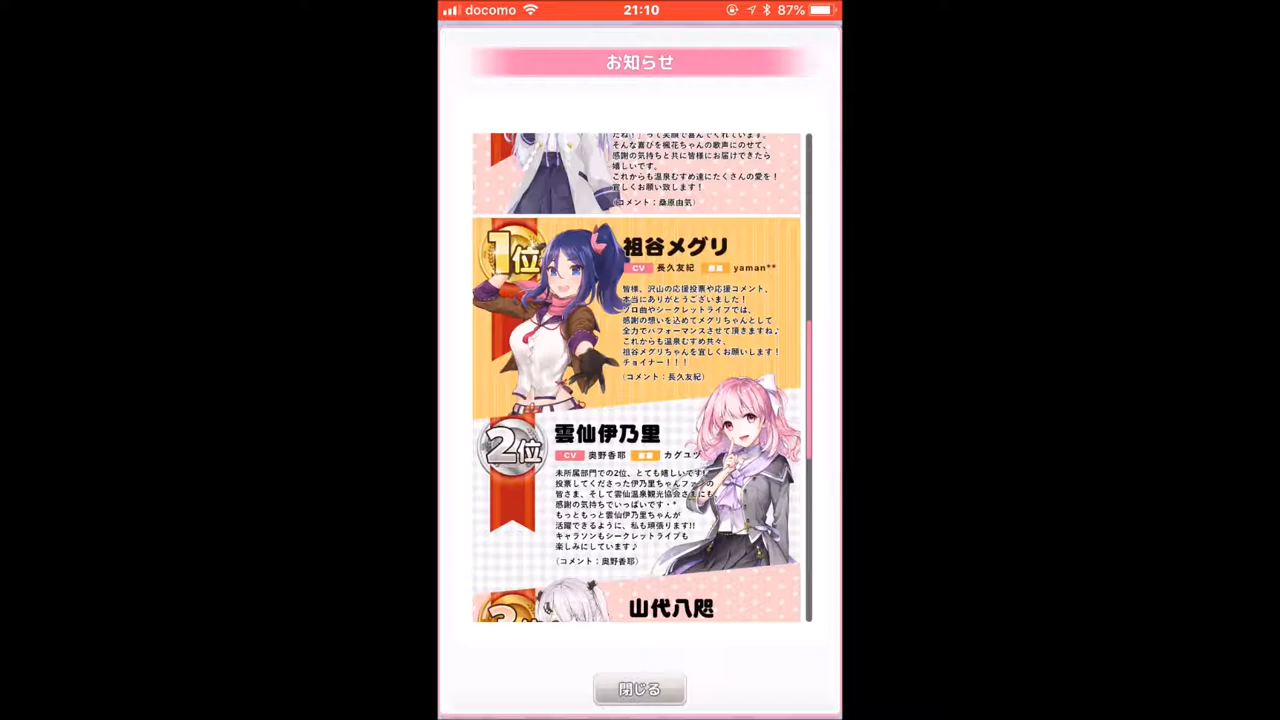 docomo 21:10 87%
お知らせ
たね！」って笑顔で喜んでくれています。
そんな喜びを楓花ちゃんの歌声にのせて、
感謝の気持ちと共に皆様にお届けできたら
嬉しいです。
これからも温泉むすめ達にたくさんの愛を！
宜しくお願い致します！
（コメント：桑原由気）
1位
祖谷メグリ
CV 長久友紀 yaman**
皆様、沢山の応援投票や応援コメント、
本当にありがとうございました！
ソロ曲やシークレットライブでは、
感謝の想いを込めてメグリちゃんとして
全力でパフォーマンスさせて頂きますね♪
これからも温泉むすめ共々、
祖谷メグリちゃんを宜しくお願いします！
チョイナー！！！
（コメント：長久友紀）
2位
雲仙伊乃里
CV 奥野香耶 カグユヅ
未所属部門での2位、とても嬉しいです!!
投票してくださった伊乃里ちゃんファンの
皆さま、そして雲仙温泉観光協会さまにも、
感謝の気持ちでいっぱいです・*
もっともっと雲仙伊乃里ちゃんが
活躍できるように、私も頑張ります!!
キャラソンもシークレットライブも
楽しみにしています♪
（コメント：奥野香耶）
3位
山代八咫
閉じる